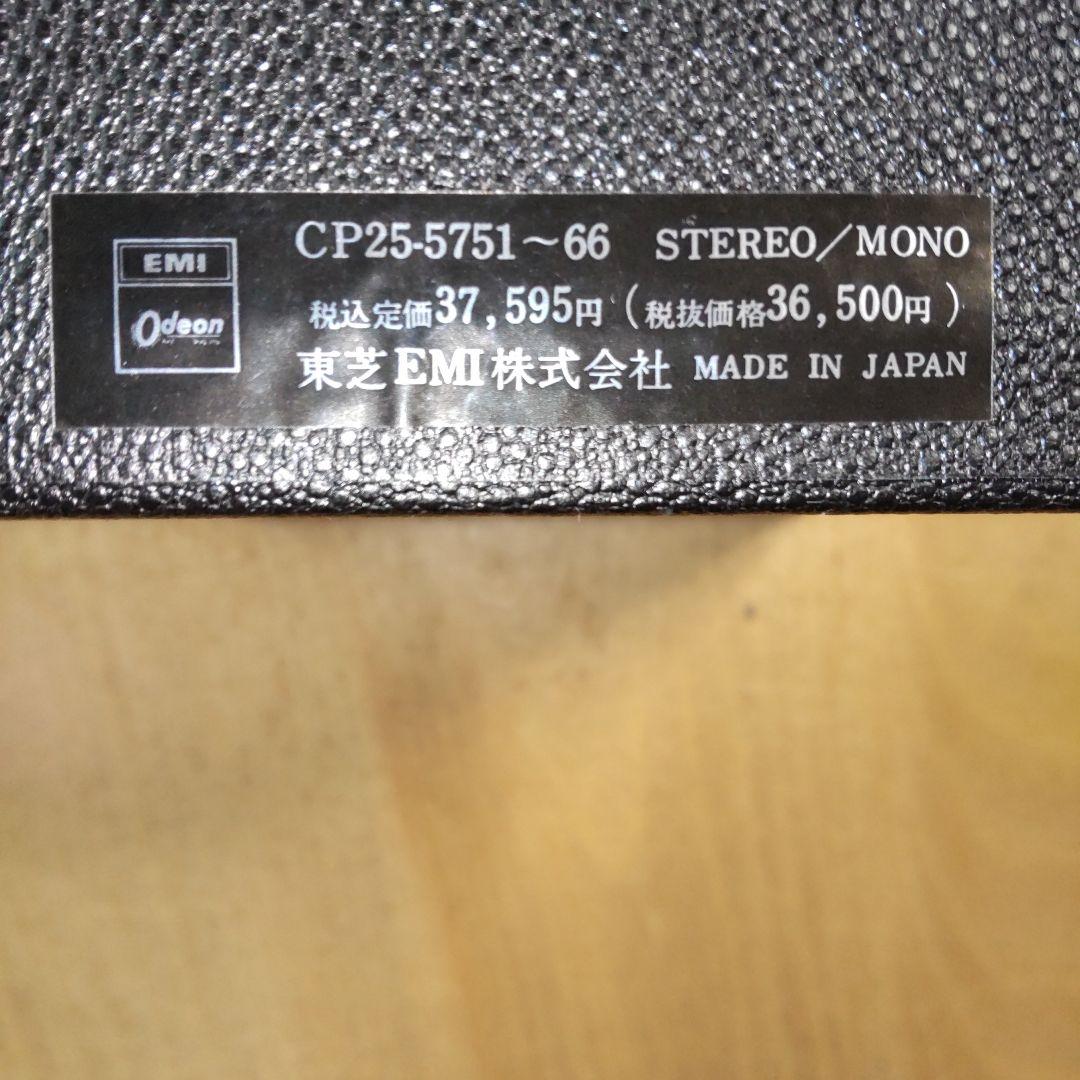 EMI
Odeon
CP25-5751〜66 STEREO/MONO
税込定価37,595円（税抜価格36,500円）
東芝EMI株式会社 MADE IN JAPAN